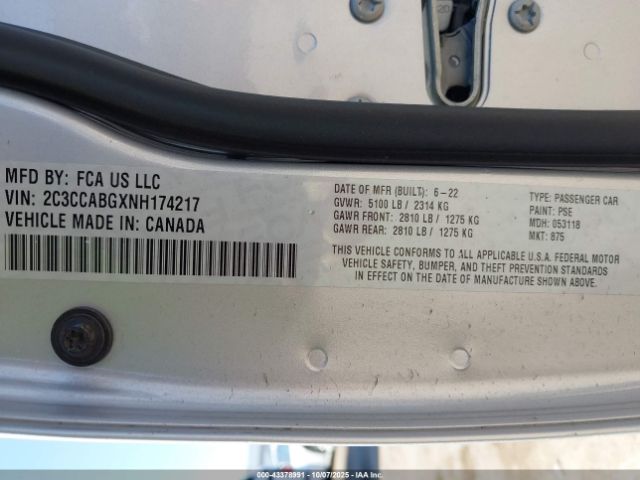 20
MFD BY: FCA US LLC
VIN: 2C3CCABGXNH174217
VEHICLE MADE IN: CANADA
DATE OF MFR (BUILT): 6-22
GVWR: 5100 LB / 2314 KG
GAWR FRONT: 2810 LB / 1275 KG
GAWR REAR: 2810 LB / 1275 KG
TYPE: PASSENGER CAR
PAINT: PSE
MDH: 053118
MKT: 875
THIS VEHICLE CONFORMS TO ALL APPLICABLE U.S.A. FEDERAL MOTOR
VEHICLE SAFETY, BUMPER, AND THEFT PREVENTION STANDARDS
IN EFFECT ON THE DATE OF MANUFACTURE SHOWN ABOVE.
000-43378991 - 10/07/2025 - IAAI.COM